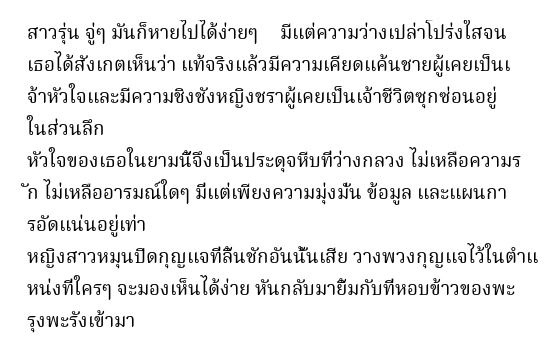 สาวรุ่น จู่ๆ มันก็หายไปได้ง่ายๆ    มีแต่ความว่างเปล่าโปร่งใสจน
เธอได้สังเกตเห็นว่า แท้จริงแล้วมีความเคียดแค้นชายผู้เคยเป็นเ
จ้าหัวใจและมีความชิงชังหญิงชราผู้เคยเป็นเจ้าชีวิตซุกซ่อนอยู่
ในส่วนลึก
หัวใจของเธอในยามนี้จึงเป็นประดุจหีบที่ว่างกลวง ไม่เหลือความร
ัก ไม่เหลืออารมณ์ใดๆ มีแต่เพียงความมุ่งมั่น ข้อมูล และแผนกา
รอัดแน่นอยู่เท่า
หญิงสาวหมุนปิดกุญแจที่ลิ้นชักอันนั้นเสีย วางพวงกุญแจไว้ในตำแ
หน่งที่ใครๆ จะมองเห็นได้ง่าย หันกลับมายิ้มกับที่หอบข้าวของพะ
รุงพะรังเข้ามา